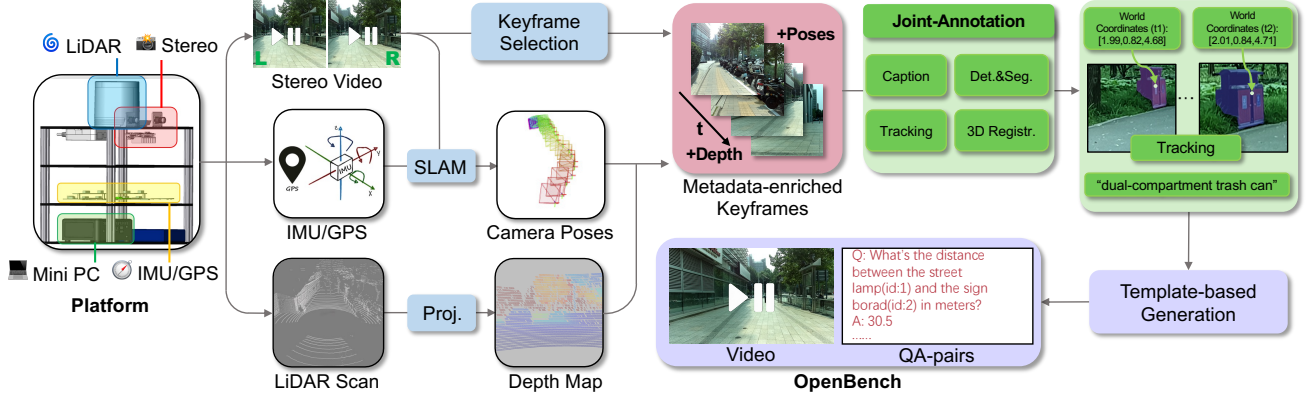 LiDAR
Stereo
Mini PC
IMU/GPS
Platform
L
R
Stereo Video
Keyframe
Selection
GPS
IMU
z
Y
X
IMU/GPS
SLAM
Camera Poses
LiDAR Scan
Proj.
Depth Map
+Poses
t
+Depth
Metadata-enriched
Keyframes
Joint-Annotation
Caption
Det.&Seg.
Tracking
3D Registr.
World
Coordinates (t1):
[1.99,0.82,4.68]
World
Coordinates (t2):
[2.01,0.84,4.71]
...
Tracking
“dual-compartment trash can”
Template-based
Generation
Q: What's the distance
between the street
lamp(id:1) and the sign
borad(id:2) in meters?
A: 30.5
......
Video
QA-pairs
OpenBench